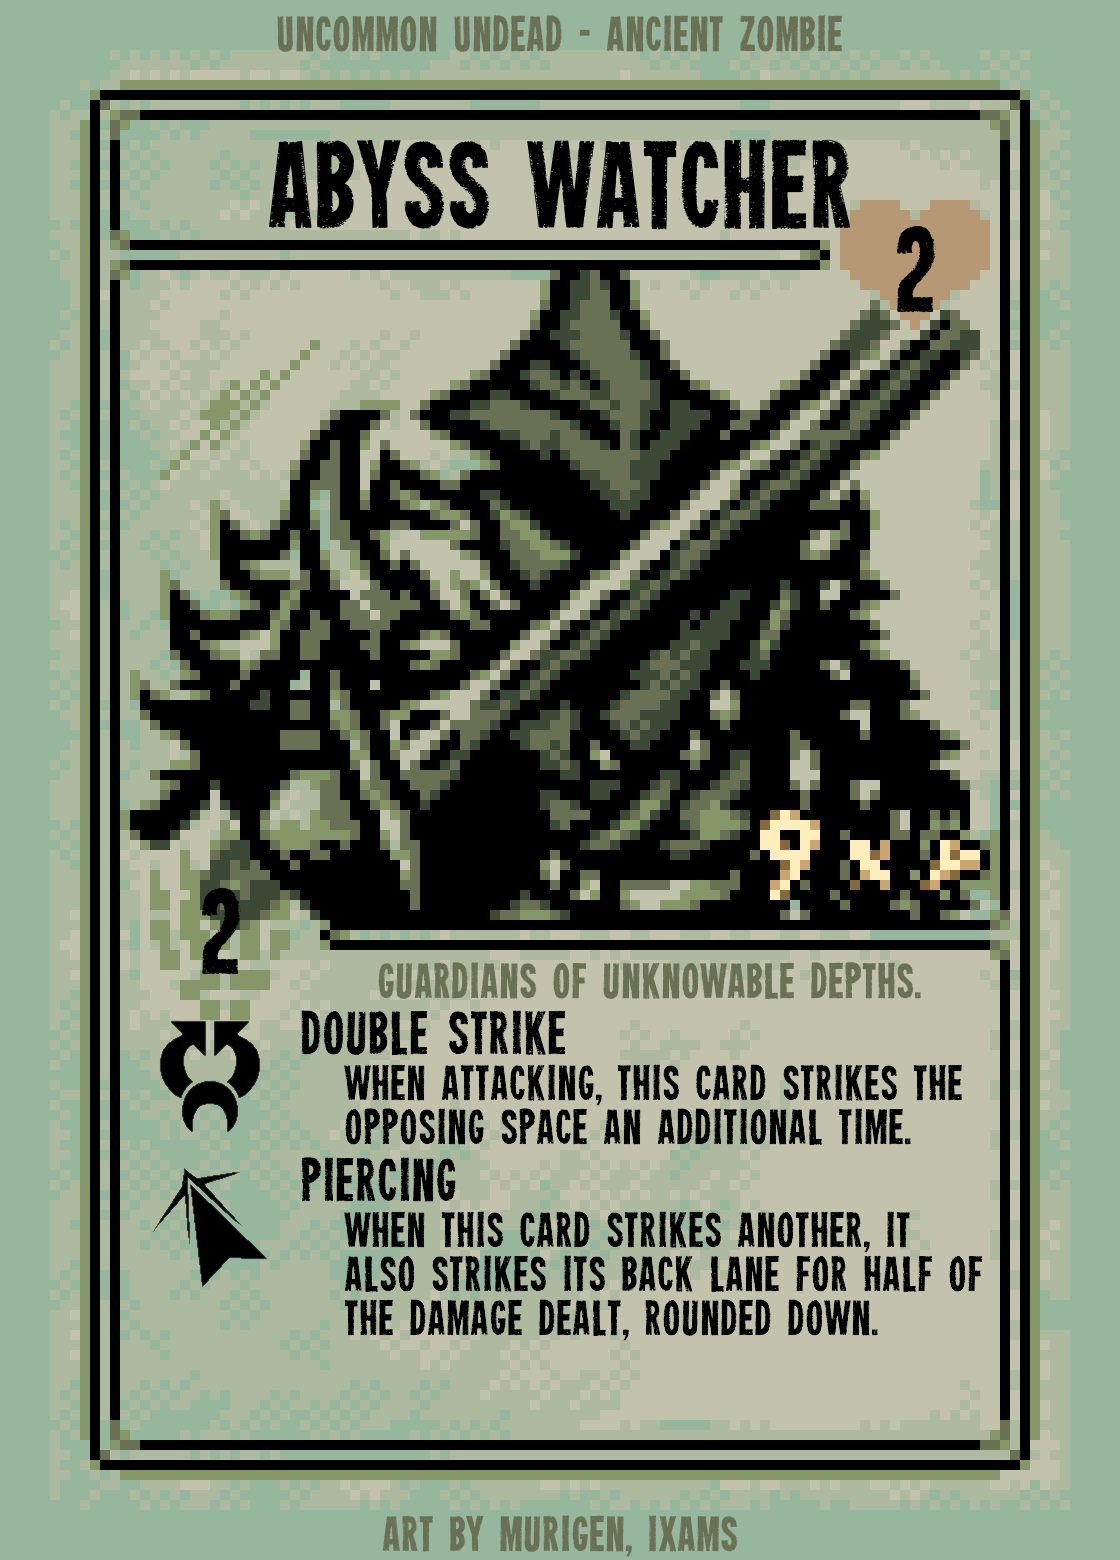 UNCOMMON UNDEAD - ANCIENT ZOMBIE
ABYSS WATCHER
2
2
GUARDIANS OF UNKNOWABLE DEPTHS.
DOUBLE STRIKE
WHEN ATTACKING, THIS CARD STRIKES THE
OPPOSING SPACE AN ADDITIONAL TIME.
PIERCING
WHEN THIS CARD STRIKES ANOTHER, IT
ALSO STRIKES ITS BACK LANE FOR HALF OF
THE DAMAGE DEALT, ROUNDED DOWN.
ART BY MURIGEN, IXAMS